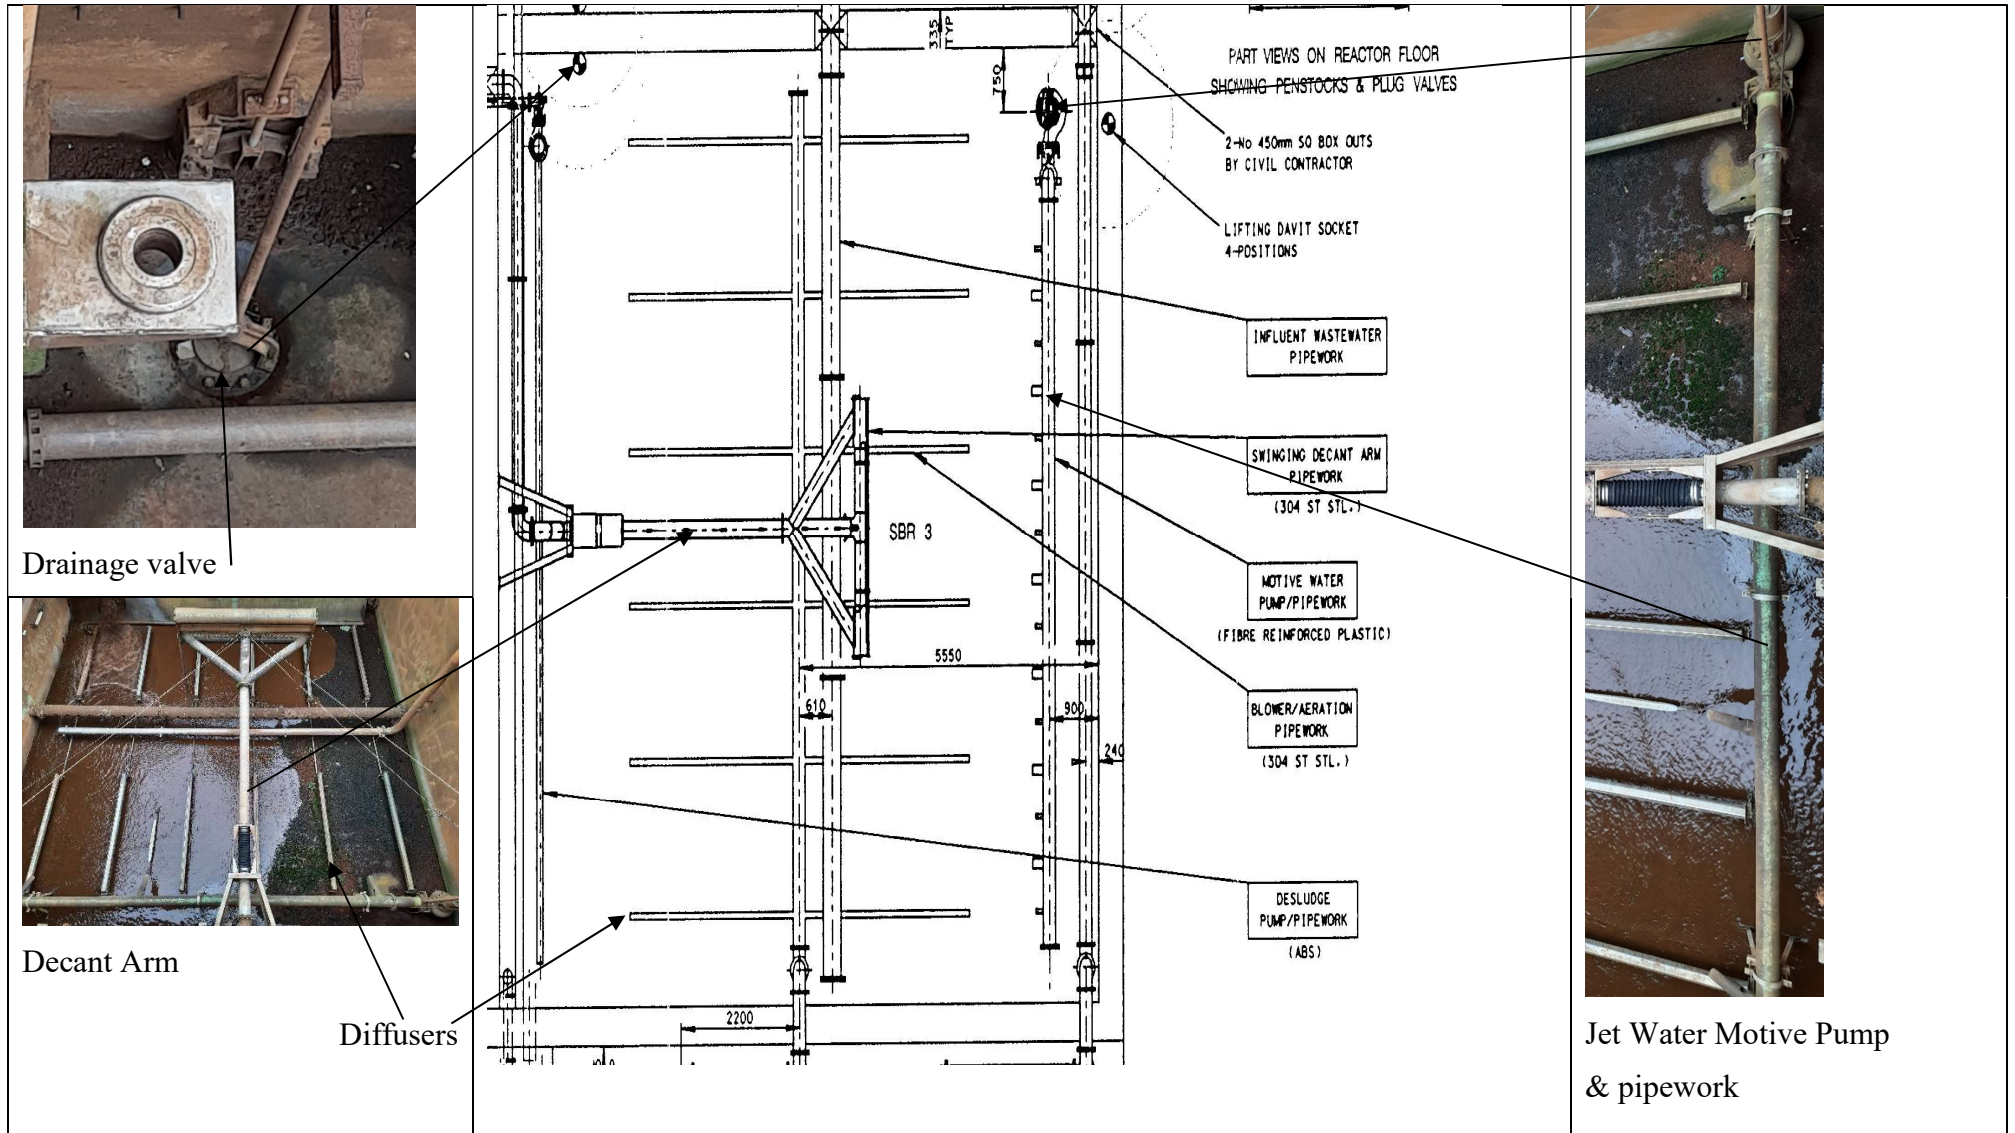 Drainage valve
Decant Arm
Diffusers
335
TYP
750
PART VIEWS ON REACTOR FLOOR
SHOWING PENSTOCKS & PLUG VALVES
2-No 450mm SQ BOX OUTS
BY CIVIL CONTRACTOR
LIFTING DAVIT SOCKET
4-POSITIONS
INFLUENT WASTEWATER
PIPEWORK
SWINGING DECANT ARM
PIPEWORK
(304 ST STL.)
SBR 3
MOTIVE WATER
PUMP/PIPEWORK
(FIBRE REINFORCED PLASTIC)
5550
610
900
240
BLOWER/AERATION
PIPEWORK
(304 ST STL.)
DESLUDGE
PUMP/PIPEWORK
(ABS)
2200
Jet Water Motive Pump
& pipework